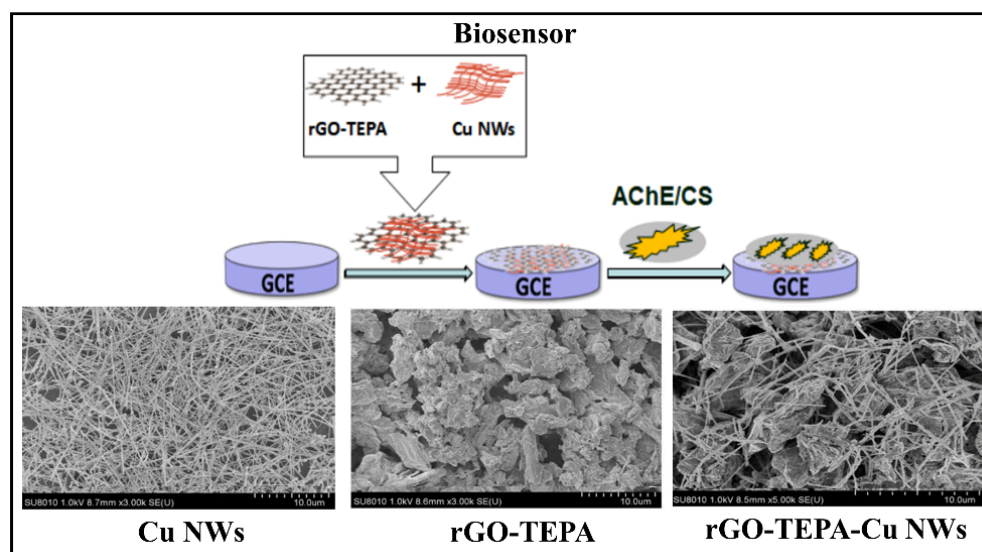 Biosensor
+
rGO-TEPA Cu NWs
AChE/CS
GCE GCE GCE
SU8010 1.0kV 8.7mm x3.00k SE(U) 10.0um
SU8010 1.0kV 8.6mm x3.00k SE(U) 10.0um
SU8010 1.0kV 8.5mm x5.00k SE(U) 10.0um
Cu NWs rGO-TEPA rGO-TEPA-Cu NWs